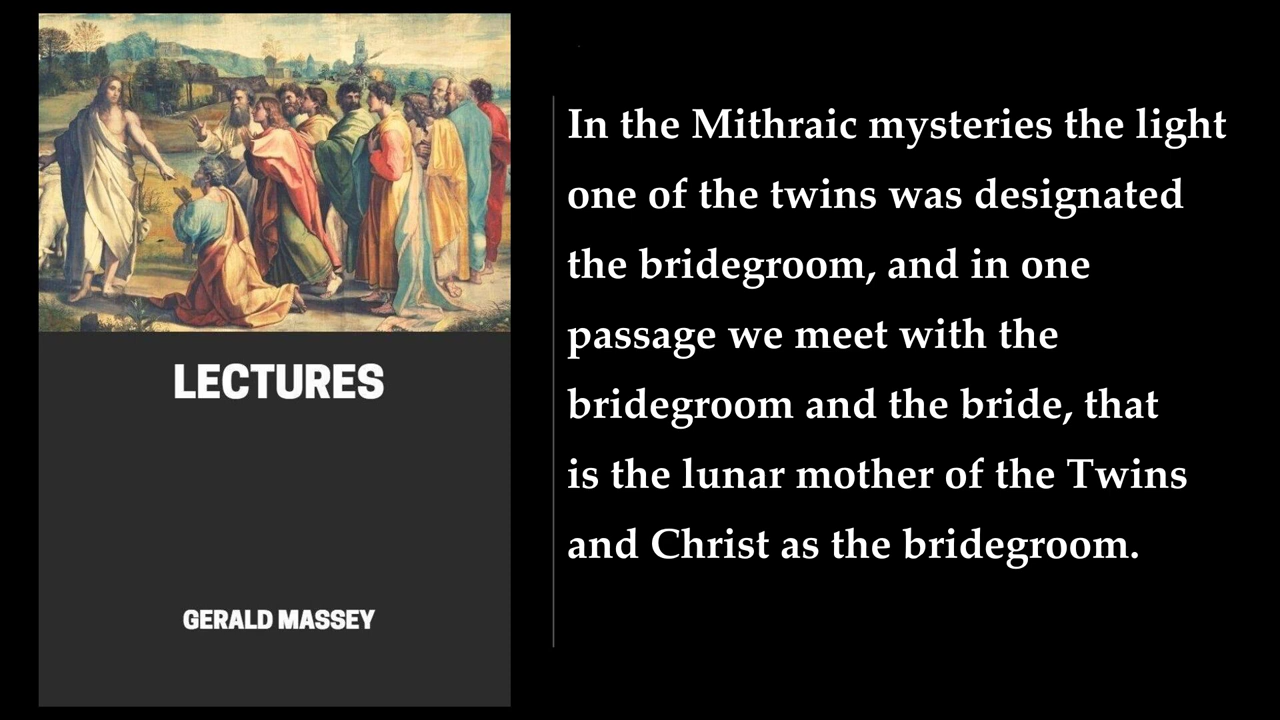 LECTURES
GERALD MASSEY
In the Mithraic mysteries the light
one of the twins was designated
the bridegroom, and in one
passage we meet with the
bridegroom and the bride, that
is the lunar mother of the Twins
and Christ as the bridegroom.